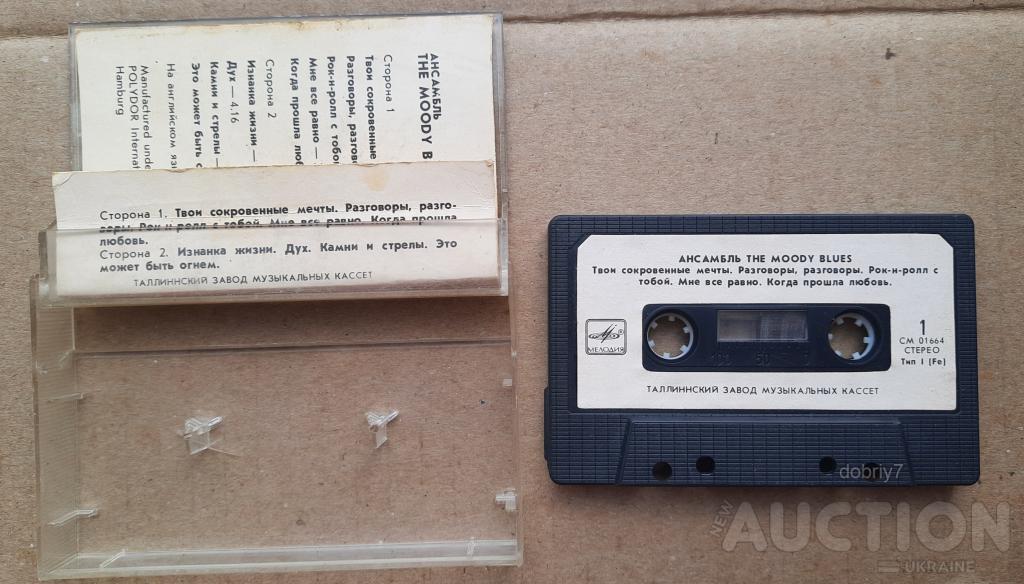 АНСАМБЛЬ
THE MOODY B
Сторона 1
Твои сокровенные
Разговоры, разгов
Рок-н-ролл с тобой
Мне все равно —
Когда прошла люб
Сторона 2
Изнанка жизни —
Дух — 4.16
Камни и стрелы —
Это может быть с
На английском яз
Manufactured unde
POLYDOR Internat
Hamburg
Сторона 1. Твои сокровенные мечты. Разговоры, разго-
воры. Рок-н-ролл с тобой. Мне все равно. Когда прошла
любовь.
Сторона 2. Изнанка жизни. Дух. Камни и стрелы. Это
может быть огнем.
ТАЛЛИННСКИЙ ЗАВОД МУЗЫКАЛЬНЫХ КАССЕТ
АНСАМБЛЬ THE MOODY BLUES
Твои сокровенные мечты. Разговоры, разговоры. Рок-н-ролл с
тобой. Мне все равно. Когда прошла любовь.
МЕЛОДИЯ
100 50 0
1
СМ 01664
СТЕРЕО
Тип I (Fe)
ТАЛЛИННСКИЙ ЗАВОД МУЗЫКАЛЬНЫХ КАССЕТ
dobriy7
NEW
AUCTION
UKRAINE